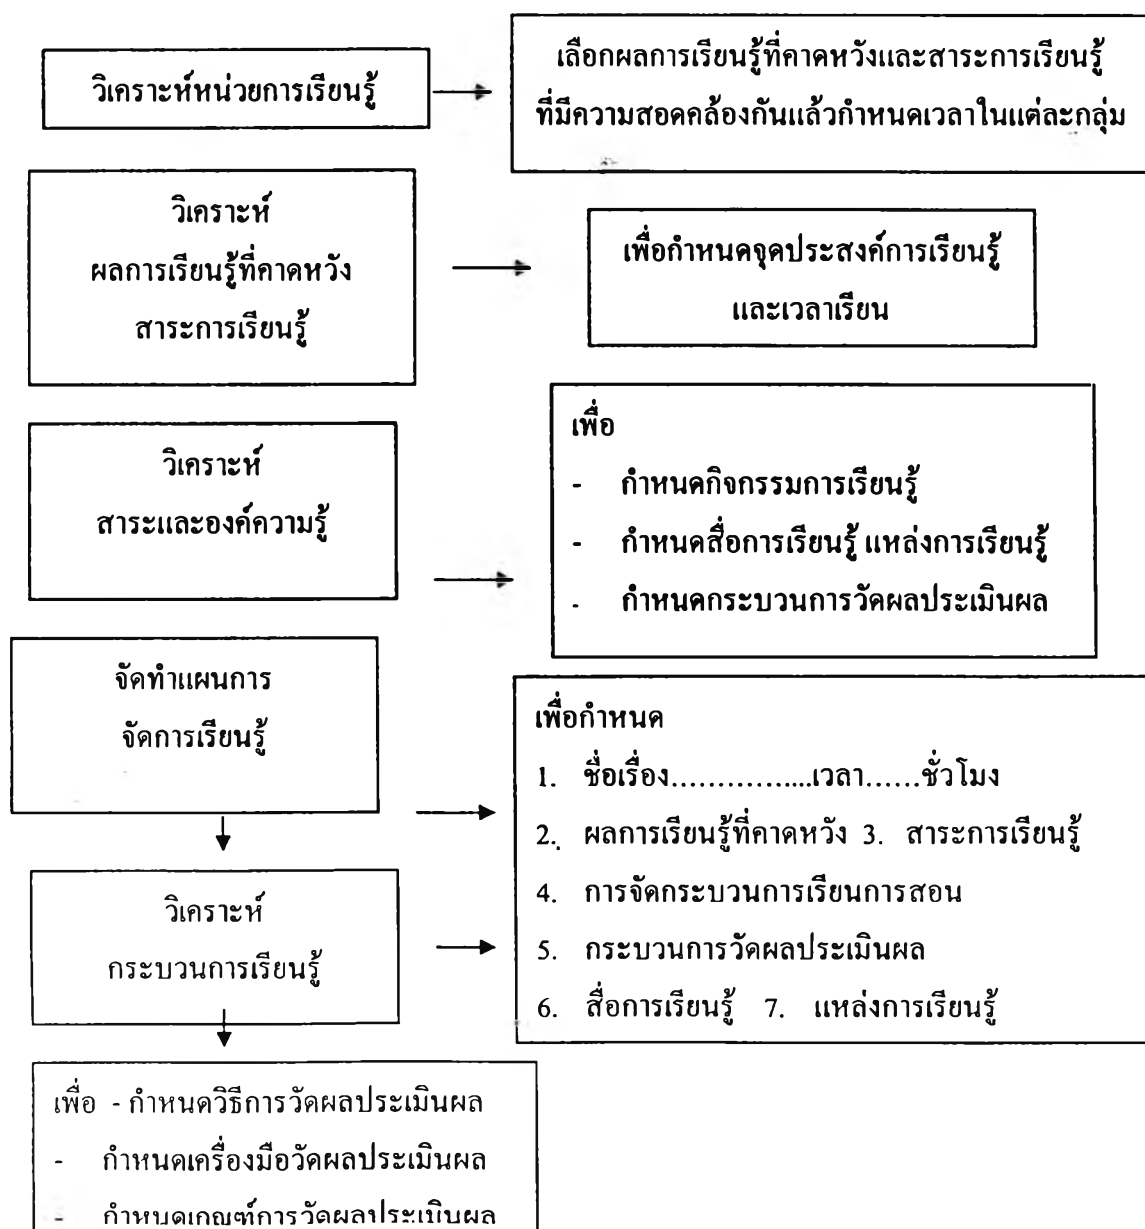 วิเคราะห์หน่วยการเรียนรู้
เลือกผลการเรียนรู้ที่คาดหวังและสาระการเรียนรู้
ที่มีความสอดคล้องกันแล้วกำหนดเวลาในแต่ละกลุ่ม
วิเคราะห์
ผลการเรียนรู้ที่คาดหวัง
สาระการเรียนรู้
เพื่อกำหนดจุดประสงค์การเรียนรู้
และเวลาเรียน
วิเคราะห์
สาระและองค์ความรู้
เพื่อ
- กำหนดกิจกรรมการเรียนรู้
- กำหนดสื่อการเรียนรู้ แหล่งการเรียนรู้
- กำหนดกระบวนการวัดผลประเมินผล
จัดทำแผนการ
จัดการเรียนรู้
เพื่อกำหนด
1. ชื่อเรื่อง..................เวลา......ชั่วโมง
2. ผลการเรียนรู้ที่คาดหวัง 3. สาระการเรียนรู้
4. การจัดกระบวนการเรียนการสอน
5. กระบวนการวัดผลประเมินผล
6. สื่อการเรียนรู้ 7. แหล่งการเรียนรู้
วิเคราะห์
กระบวนการเรียนรู้
เพื่อ - กำหนดวิธีการวัดผลประเมินผล
- กำหนดเครื่องมือวัดผลประเมินผล
- กำหนดเกณฑ์การวัดผลประเมินผล